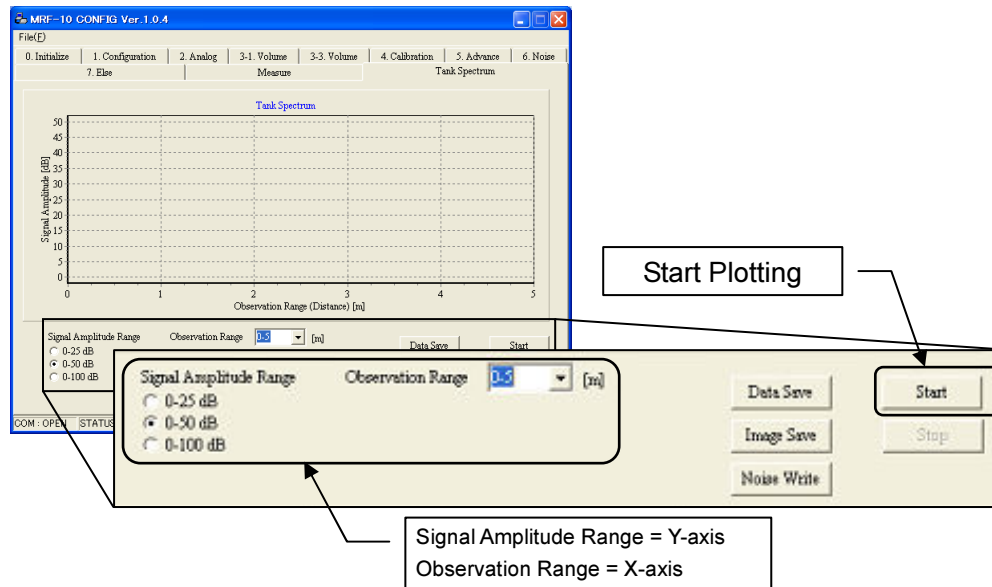 MRF-10 CONFIG Ver.1.0.4
File(F)
0. Initialize 1. Configuration 2. Analog 3-1. Volume 3-3. Volume 4. Calibration 5. Advance 6. Noise
7. Else Measure Tank Spectrum
Tank Spectrum
Signal Amplitude [dB]
50
45
40
35
30
25
20
15
10
5
0
0 1 2 3 4 5
Observation Range (Distance) [m]
Signal Amplitude Range Observation Range 0-5 [m]
0-25 dB
0-50 dB
0-100 dB
Data Save Start
COM : OPEN STATUS
Start Plotting
Signal Amplitude Range Observation Range 0-5 [m]
0-25 dB
0-50 dB
0-100 dB
Data Save Start
Image Save Stop
Noise Write
Signal Amplitude Range = Y-axis
Observation Range = X-axis